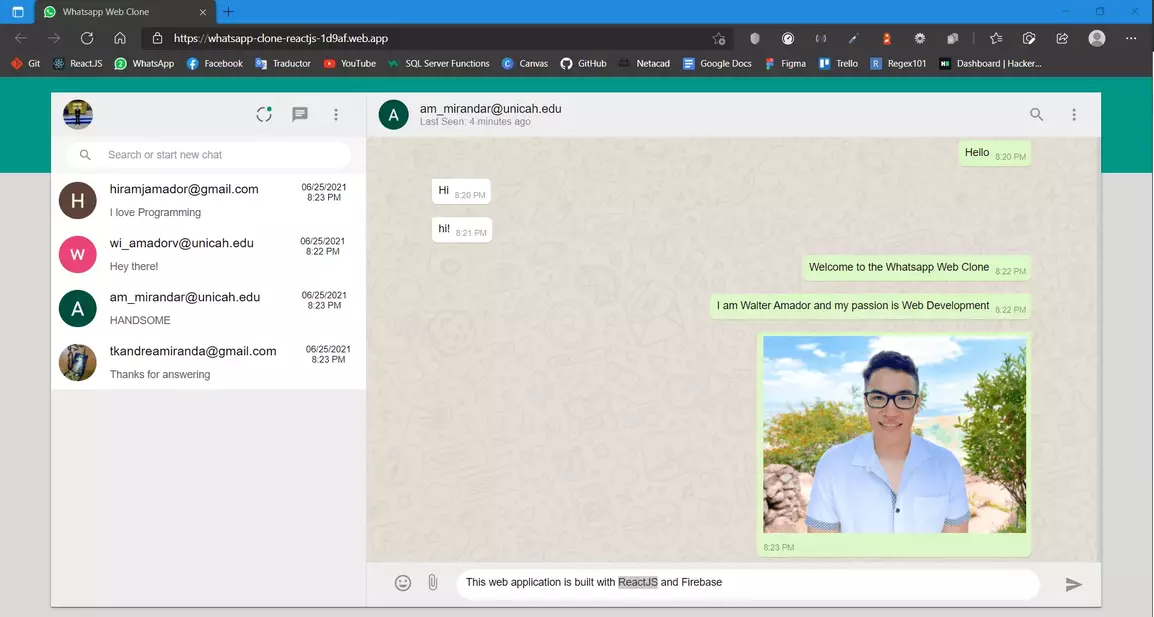 Whatsapp Web Clone
https://whatsapp-clone-reactjs-1d9af.web.app
Git ReactJS WhatsApp Facebook Traductor YouTube SQL Server Functions Canvas GitHub Netacad Google Docs Figma Trello Regex101 Dashboard | Hacker...
Search or start new chat
H
hiramjamador@gmail.com
06/25/2021
8:23 PM
I love Programming
W
wi_amadorv@unicah.edu
06/25/2021
8:22 PM
Hey there!
A
am_mirandar@unicah.edu
06/25/2021
8:23 PM
HANDSOME
tkandreamiranda@gmail.com
06/25/2021
8:23 PM
Thanks for answering
A
am_mirandar@unicah.edu
Last Seen: 4 minutes ago
Hello 8:20 PM
Hi 8:20 PM
hi! 8:21 PM
Welcome to the Whatsapp Web Clone 8:22 PM
I am Walter Amador and my passion is Web Development 8:22 PM
8:23 PM
This web application is built with ReactJS and Firebase